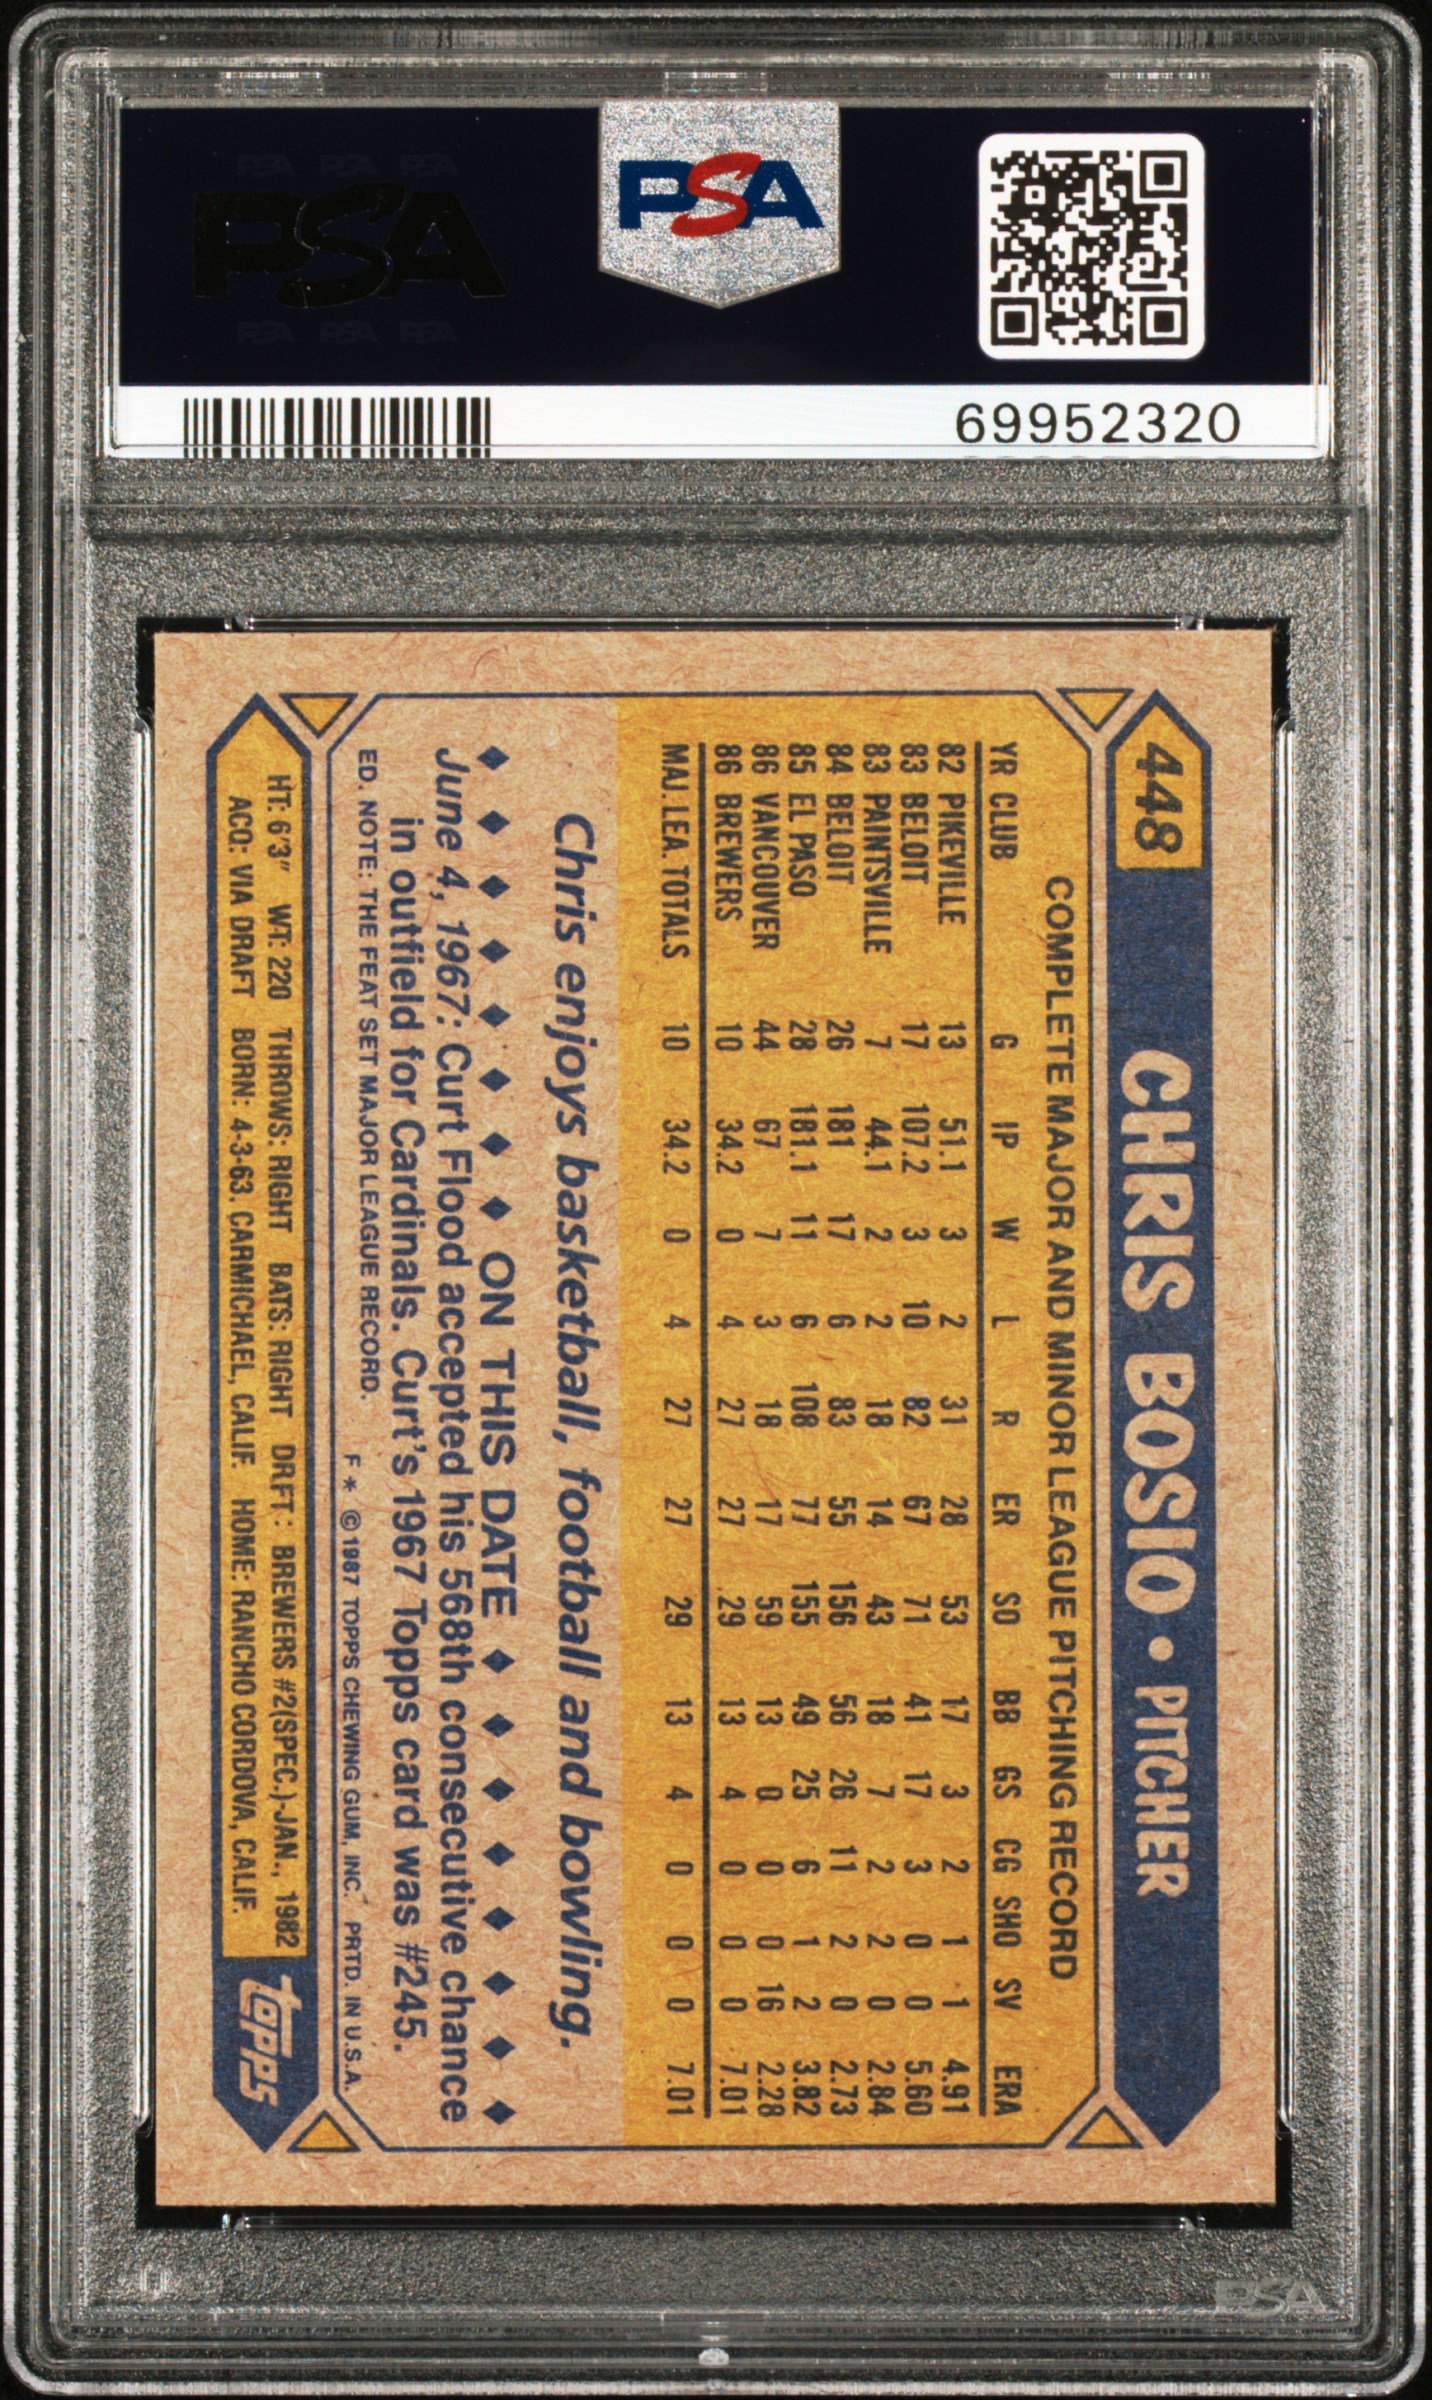 PSA PSA PSA
PSA
PSA PSA PSA
PSA
69952320
448 CHRIS BOSIO • PITCHER
COMPLETE MAJOR AND MINOR LEAGUE PITCHING RECORD
YR CLUB G IP W L R ER SO BB GS CG SHO SV ERA
82 PIKEVILLE 13 51.1 3 2 31 28 53 17 3 2 1 1 4.91
83 BELOIT 17 107.2 3 10 82 67 71 41 17 3 0 0 5.60
83 PAINTSVILLE 7 44.1 2 2 18 14 43 18 7 2 2 0 2.84
84 BELOIT 26 181 17 6 83 55 156 56 26 11 2 0 2.73
85 EL PASO 28 181.1 11 6 108 77 155 49 25 6 1 2 3.82
86 VANCOUVER 44 67 7 3 18 17 59 13 0 0 0 16 2.28
86 BREWERS 10 34.2 0 4 27 27 29 13 4 0 0 0 7.01
MAJ. LEA. TOTALS 10 34.2 0 4 27 27 29 13 4 0 0 0 7.01
Chris enjoys basketball, football and bowling.
◆ ◆ ◆ ◆ ◆ ◆ ◆ ◆ ON THIS DATE ◆ ◆ ◆ ◆ ◆ ◆ ◆ ◆
June 4, 1967: Curt Flood accepted his 568th consecutive chance
in outfield for Cardinals. Curt's 1967 Topps card was #245.
ED. NOTE: THE FEAT SET MAJOR LEAGUE RECORD. F * © 1987 TOPPS CHEWING GUM, INC. PRTD. IN U.S.A.
HT: 6'3" WT: 220 THROWS: RIGHT BATS: RIGHT DRFT: BREWERS #2(SPEC.)-JAN., 1982
ACQ: VIA DRAFT BORN: 4-3-63, CARMICHAEL, CALIF. HOME: RANCHO CORDOVA, CALIF.
topps
PSA